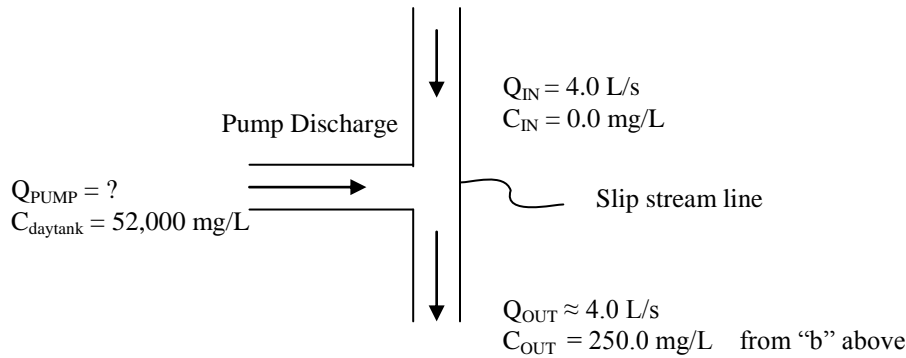 Q_IN = 4.0 L/s
C_IN = 0.0 mg/L
Pump Discharge
Q_PUMP = ?
C_daytank = 52,000 mg/L
Slip stream line
Q_OUT ≈ 4.0 L/s
C_OUT = 250.0 mg/L from “b” above